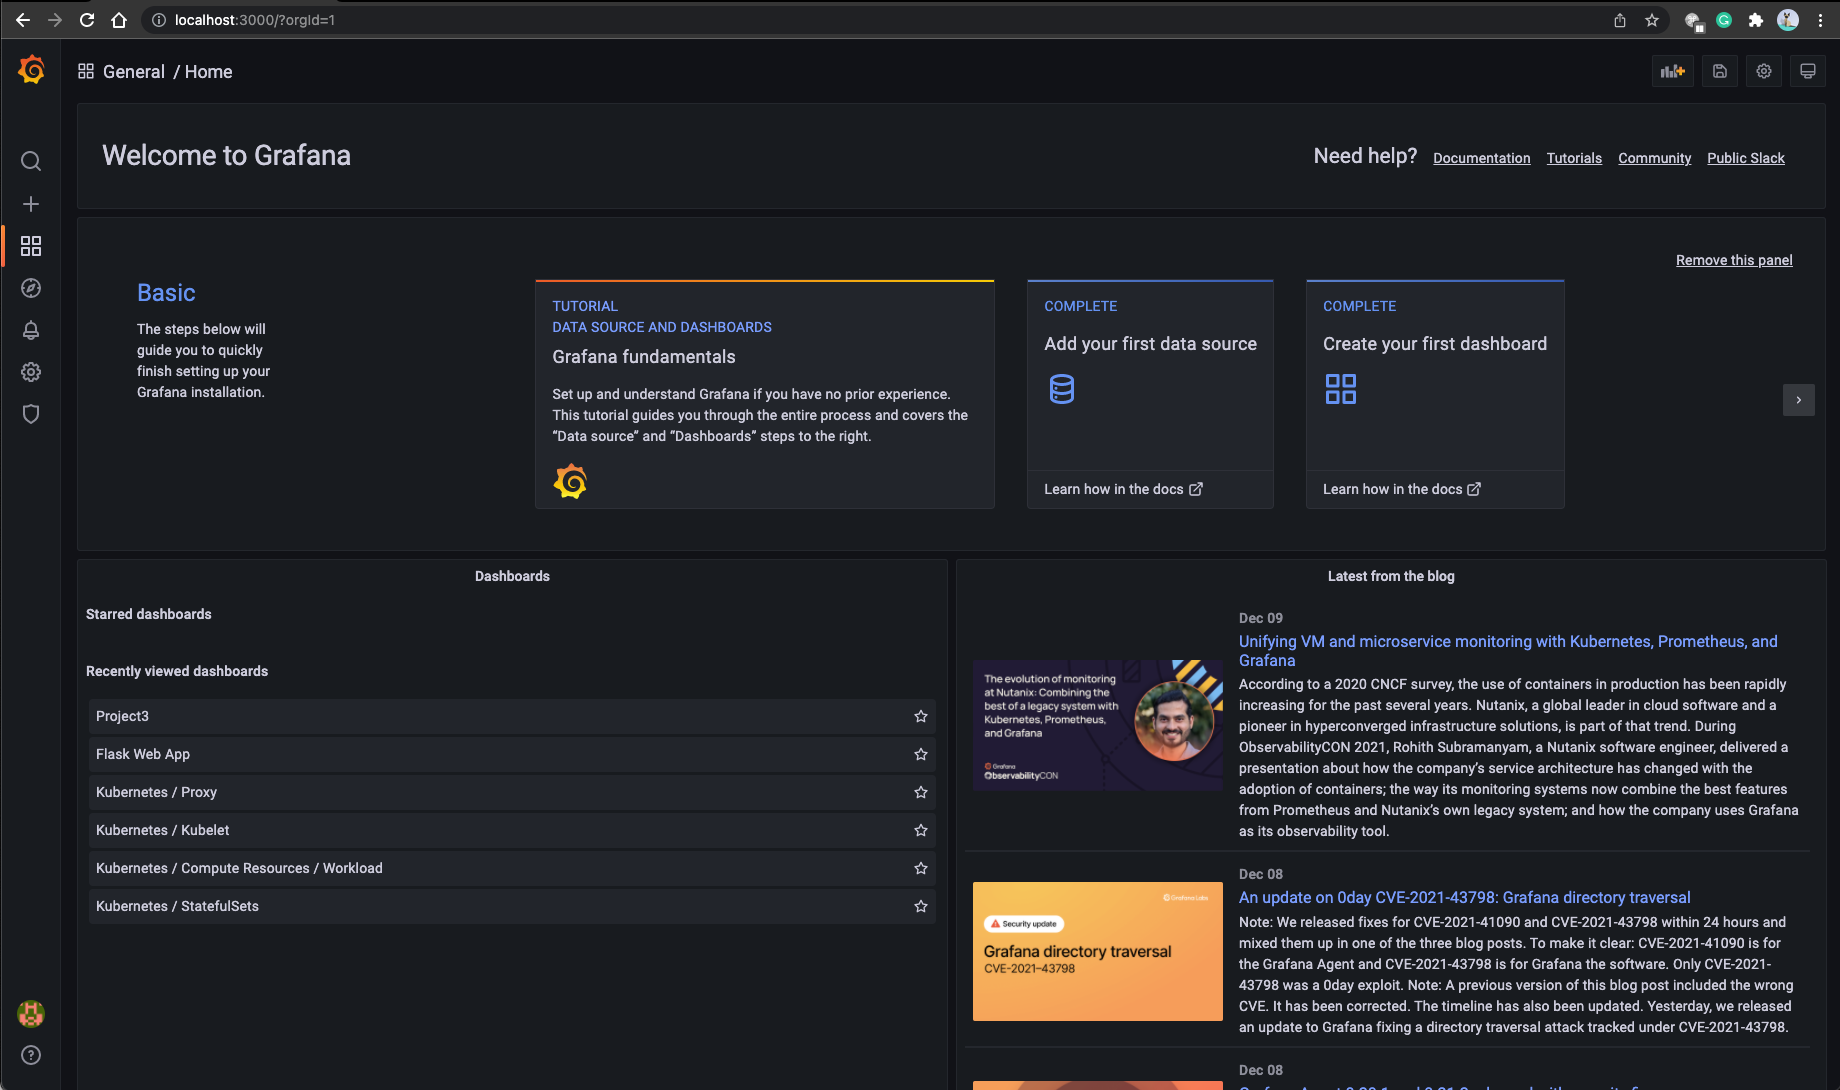 localhost:3000/?orgId=1
General / Home
Welcome to Grafana
Need help? Documentation Tutorials Community Public Slack
Remove this panel
Basic
The steps below will
guide you to quickly
finish setting up your
Grafana installation.
TUTORIAL
DATA SOURCE AND DASHBOARDS
Grafana fundamentals
Set up and understand Grafana if you have no prior experience.
This tutorial guides you through the entire process and covers the
“Data source” and “Dashboards” steps to the right.
COMPLETE
Add your first data source
Learn how in the docs
COMPLETE
Create your first dashboard
Learn how in the docs
Dashboards
Starred dashboards
Recently viewed dashboards
Project3
Flask Web App
Kubernetes / Proxy
Kubernetes / Kubelet
Kubernetes / Compute Resources / Workload
Kubernetes / StatefulSets
Latest from the blog
The evolution of monitoring
at Nutanix: Combining the
best of a legacy system with
Kubernetes, Prometheus,
and Grafana
Grafana
ObservabilityCON
Dec 09
Unifying VM and microservice monitoring with Kubernetes, Prometheus, and
Grafana
According to a 2020 CNCF survey, the use of containers in production has been rapidly
increasing for the past several years. Nutanix, a global leader in cloud software and a
pioneer in hyperconverged infrastructure solutions, is part of that trend. During
ObservabilityCON 2021, Rohith Subramanyam, a Nutanix software engineer, delivered a
presentation about how the company’s service architecture has changed with the
adoption of containers; the way its monitoring systems now combine the best features
from Prometheus and Nutanix’s own legacy system; and how the company uses Grafana
as its observability tool.
Grafana Labs
Security update
Grafana directory traversal
CVE-2021-43798
Dec 08
An update on 0day CVE-2021-43798: Grafana directory traversal
Note: We released fixes for CVE-2021-41090 and CVE-2021-43798 within 24 hours and
mixed them up in one of the three blog posts. To make it clear: CVE-2021-41090 is for
the Grafana Agent and CVE-2021-43798 is for Grafana the software. Only CVE-2021-
43798 was a 0day exploit. Note: A previous version of this blog post included the wrong
CVE. It has been corrected. The timeline has also been updated. Yesterday, we released
an update to Grafana fixing a directory traversal attack tracked under CVE-2021-43798.
Dec 08